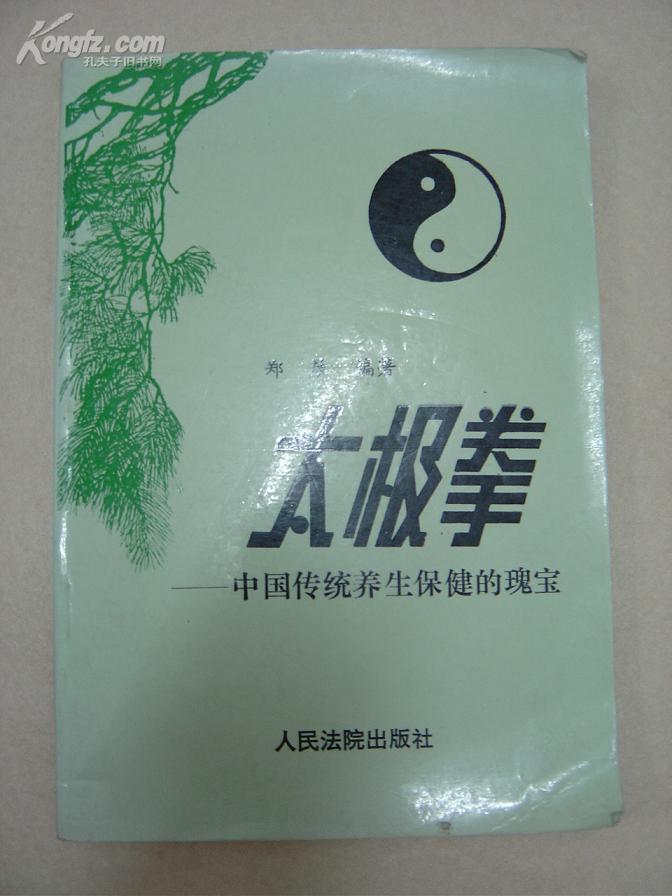 Kongfz.com
孔夫子旧书网
郑 编著
太极拳
——中国传统养生保健的瑰宝
人民法院出版社